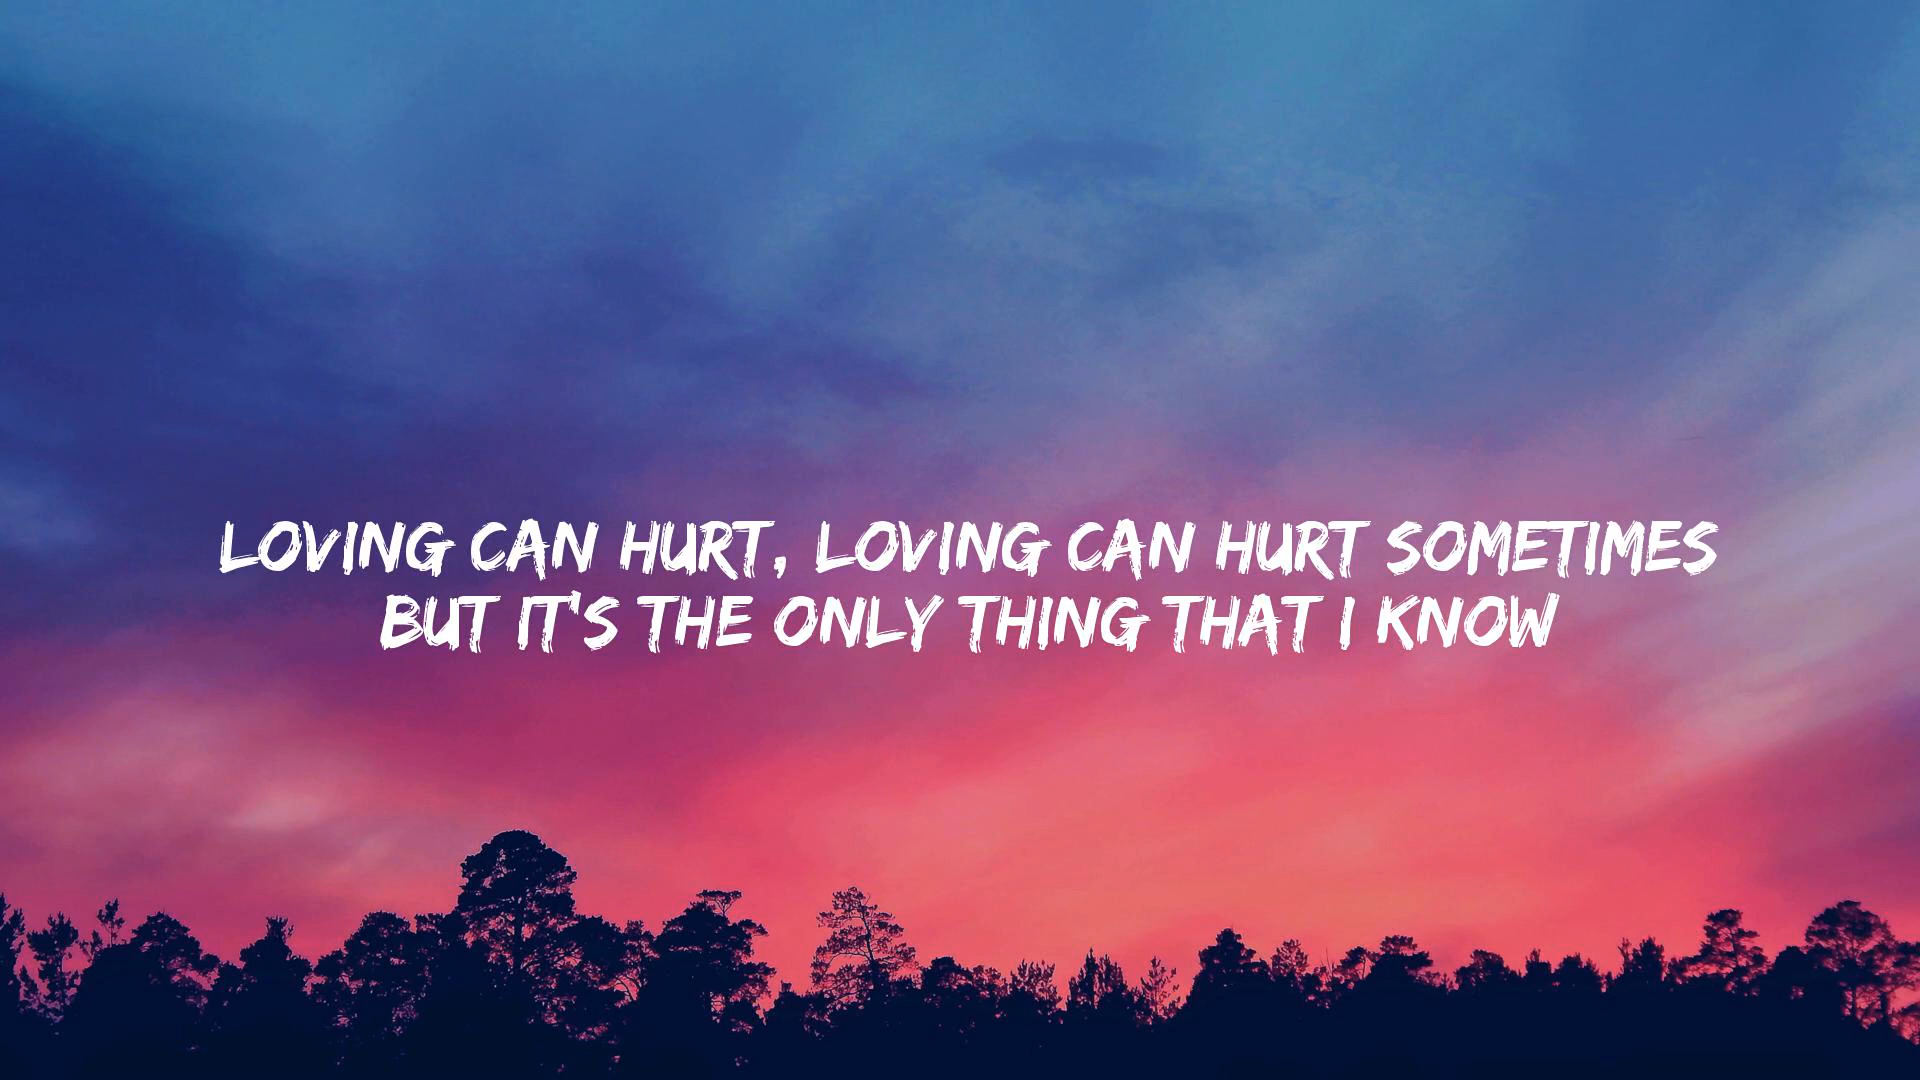 LOVING CAN HURT, LOVING CAN HURT SOMETIMES
BUT IT'S THE ONLY THING THAT I KNOW